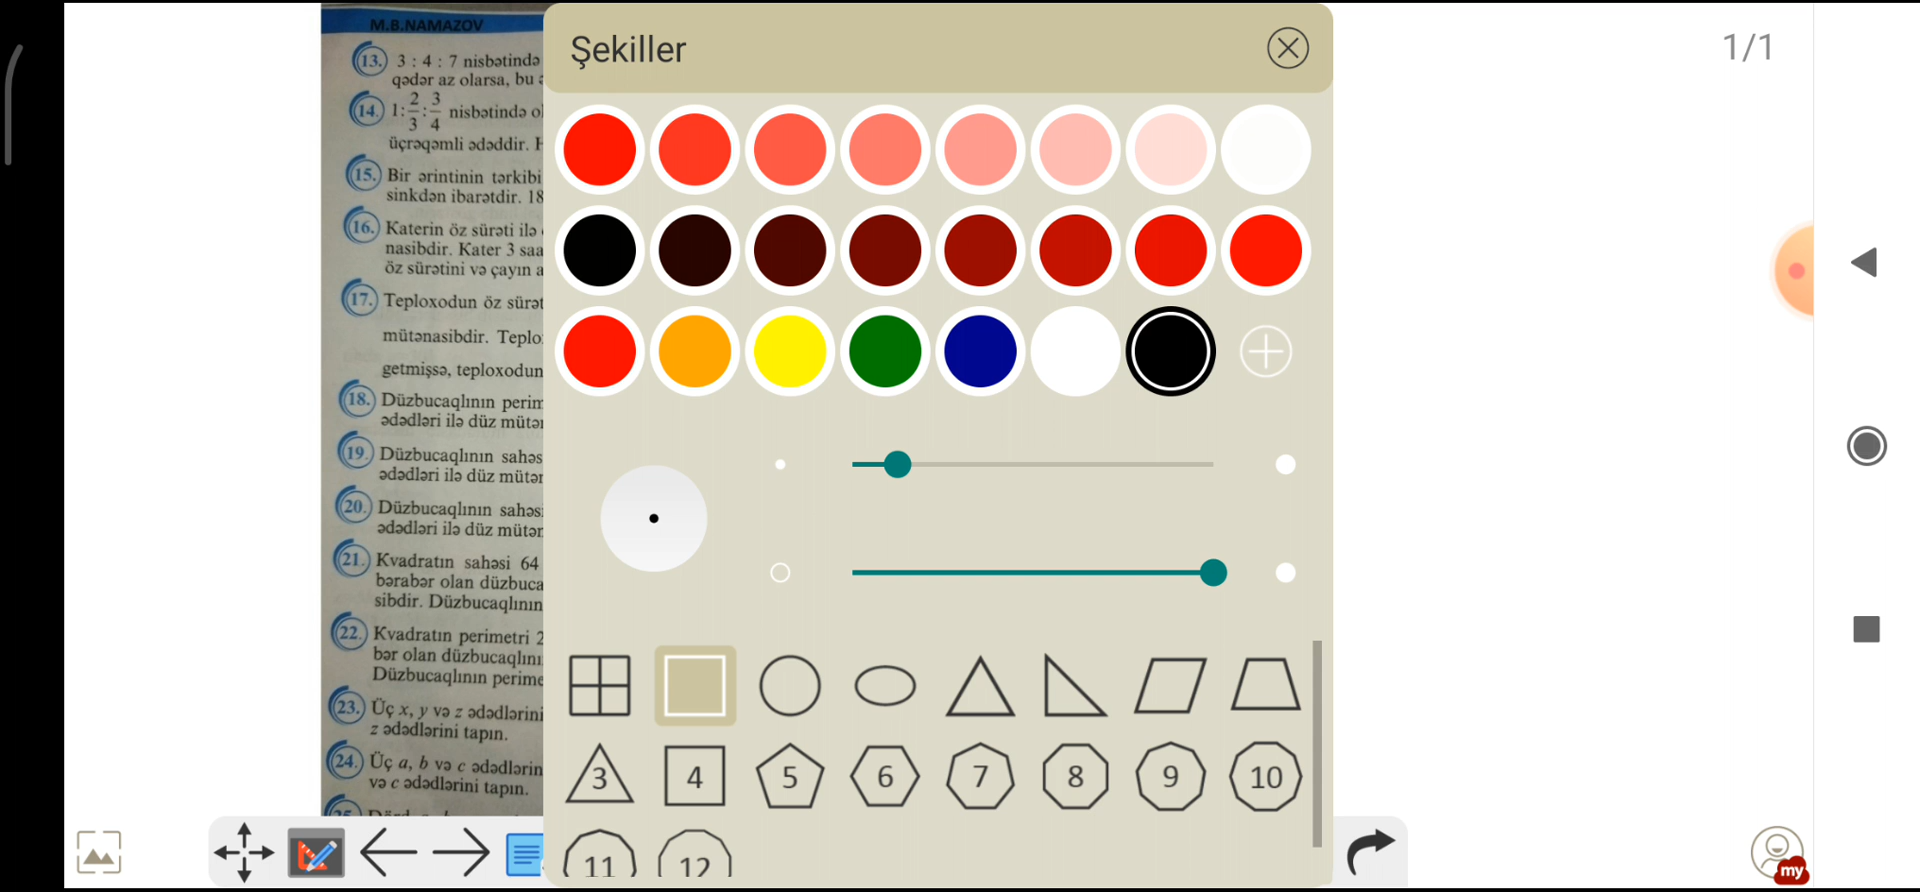 M.B.NAMAZOV
13. 3 : 4 : 7 nisbətində
qədər az olarsa, bu
14. 1:2/3:3/4 nisbətində
üçrəqəmli ədəddir.
15. Bir ərintinin tərkibi
sinkdən ibarətdir. 18
16. Katerin öz sürəti ilə
nasibdir. Kater 3 saa
öz sürətini və çayın a
17. Teploxodun öz sürət
mütənasibdir. Teplo
getmişsə, teploxodun
18. Düzbucaqlının perim
ədədləri ilə düz mütə
19. Düzbucaqlının sahəs
ədədləri ilə düz mütə
20. Düzbucaqlının sahəs
ədədləri ilə düz mütə
21. Kvadratın sahəsi 64
bərabər olan düzbuca
sibdir. Düzbucaqlının
22. Kvadratın perimetri 2
bər olan düzbucaqlını
Düzbucaqlının perime
23. Üç x, y və z ədədlərini
z ədədlərini tapın.
24. Üç a, b və c ədədlərin
və c ədədlərini tapın.
Şekiller
3 4 5 6 7 8 9 10
11 12
1/1
my